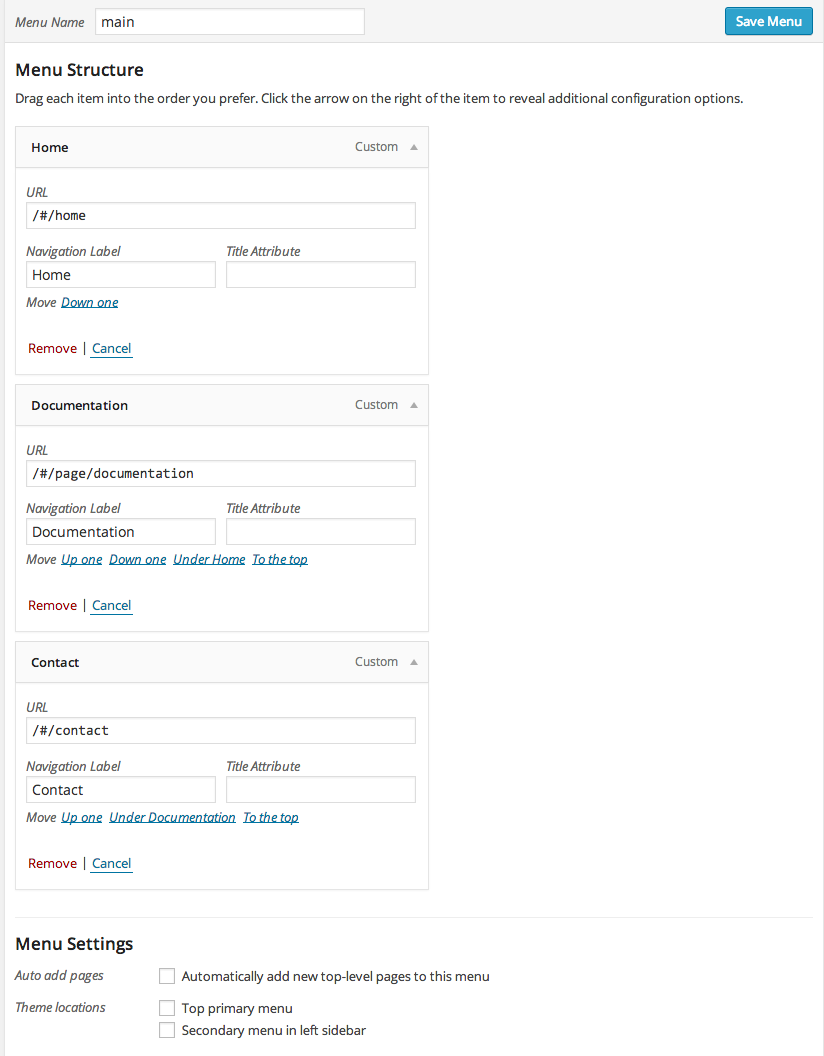 Menu Name main Save Menu
Menu Structure
Drag each item into the order you prefer. Click the arrow on the right of the item to reveal additional configuration options.
Home Custom
URL
/#/home
Navigation Label Title Attribute
Home
Move Down one
Remove | Cancel
Documentation Custom
URL
/#/page/documentation
Navigation Label Title Attribute
Documentation
Move Up one Down one Under Home To the top
Remove | Cancel
Contact Custom
URL
/#/contact
Navigation Label Title Attribute
Contact
Move Up one Under Documentation To the top
Remove | Cancel
Menu Settings
Auto add pages Automatically add new top-level pages to this menu
Theme locations Top primary menu
Secondary menu in left sidebar